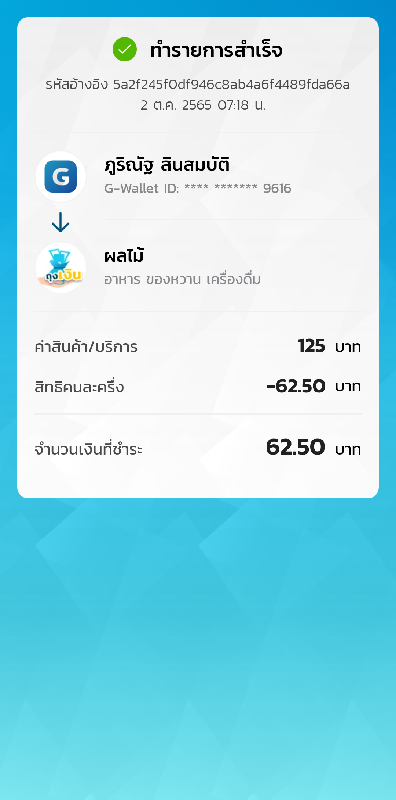 ทำรายการสำเร็จ
รหัสอ้างอิง 5a2f245f0df946c8ab4a6f4489fda66a
2 ต.ค. 2565 07:18 น.
G
ภูริณัฐ สินสมบัติ
G-Wallet ID: **** ******* 9616
ถุงเงิน
ผลไม้
อาหาร ของหวาน เครื่องดื่ม
ค่าสินค้า/บริการ 125 บาท
สิทธิคนละครึ่ง -62.50 บาท
จำนวนเงินที่ชำระ 62.50 บาท